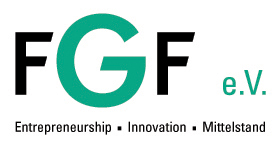 FGF e.V.
Entrepreneurship ▪ Innovation ▪ Mittelstand